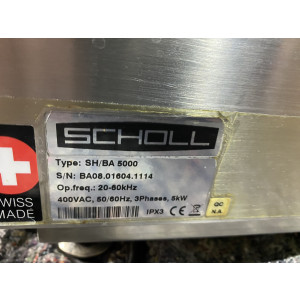 SCHOLL
Type: SH/BA 5000
S/N: BA08.01604.1114
Op.freq.: 20-60kHz
400VAC, 50/60Hz, 3Phases, 5kW
IPX3 CE
QC
N.A.
SWISS
MADE